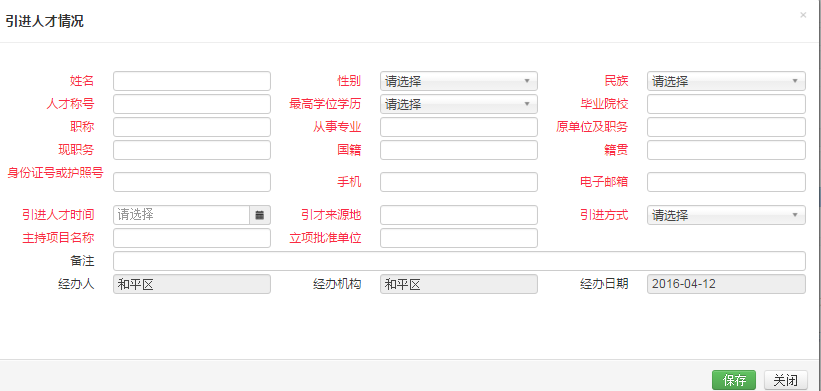 引进人才情况 ×
姓名 性别 请选择 民族 请选择
人才称号 最高学位学历 请选择 毕业院校
职称 从事专业 原单位及职务
现职务 国籍 籍贯
身份证号或护照号 手机 电子邮箱
引进人才时间 请选择 引才来源地 引进方式 请选择
主持项目名称 立项批准单位
备注
经办人 和平区 经办机构 和平区 经办日期 2016-04-12
保存 关闭